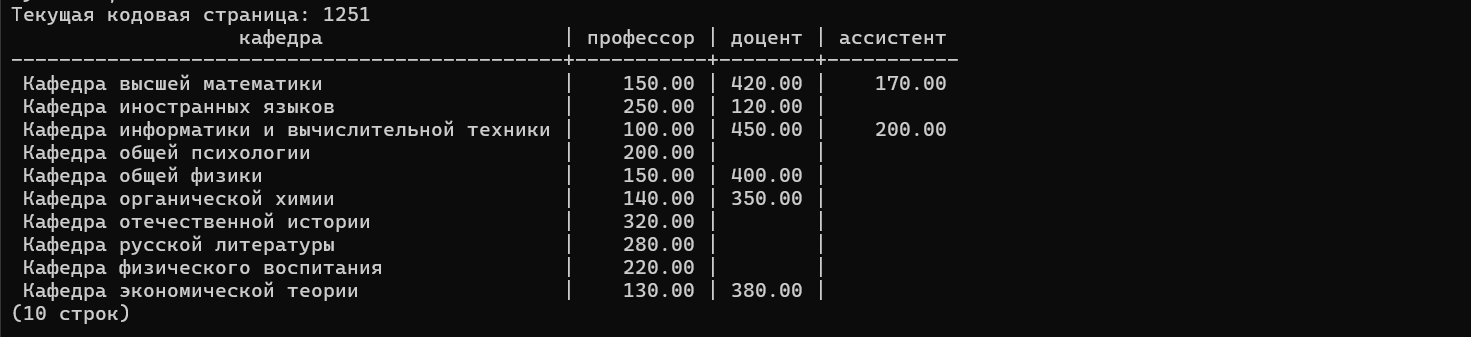 Текущая кодовая страница: 1251
кафедра | профессор | доцент | ассистент
----------------------------------------------+-----------+--------+-----------
Кафедра высшей математики | 150.00 | 420.00 | 170.00
Кафедра иностранных языков | 250.00 | 120.00 |
Кафедра информатики и вычислительной техники | 100.00 | 450.00 | 200.00
Кафедра общей психологии | 200.00 | |
Кафедра общей физики | 150.00 | 400.00 |
Кафедра органической химии | 140.00 | 350.00 |
Кафедра отечественной истории | 320.00 | |
Кафедра русской литературы | 280.00 | |
Кафедра физического воспитания | 220.00 | |
Кафедра экономической теории | 130.00 | 380.00 |
(10 строк)